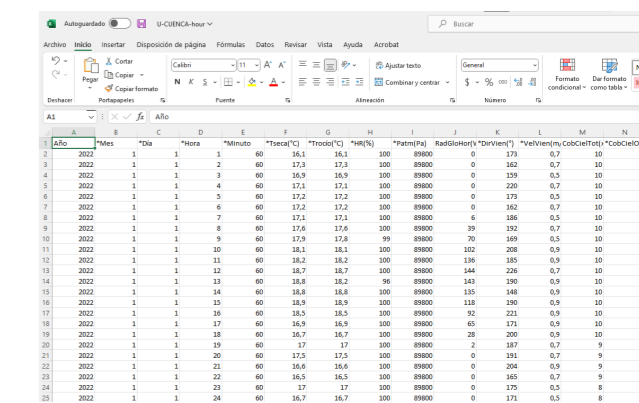 Autoguardado U-CUENCA-hour Buscar
Archivo Inicio Insertar Disposición de página Fórmulas Datos Revisar Vista Ayuda Acrobat
Pegar Cortar Copiar Copiar formato
Calibri 11 Ajustar texto General
N K S Combinar y centrar $ % 000 Formato condicional Dar formato como tabla
Deshacer Portapapeles Fuente Alineación Número
A1 fx Año
A B C D E F G H I J K L M N
1 Año *Mes *Día *Hora *Minuto *Tseca(°C) *Trocío(°C) *HR(%) *Patm(Pa) RadGloHor(W *DirVien(°) *VelVien(m/ CobCielTot(d *CobCielO
2 2022 1 1 1 60 16,1 16,1 100 89800 0 173 0,7 10
3 2022 1 1 2 60 17,3 17,3 100 89800 0 162 0,7 10
4 2022 1 1 3 60 16,9 16,9 100 89800 0 159 0,5 10
5 2022 1 1 4 60 17,1 17,1 100 89800 0 220 0,7 10
6 2022 1 1 5 60 17,2 17,2 100 89800 0 173 0,5 10
7 2022 1 1 6 60 17,2 17,2 100 89800 0 162 0,7 10
8 2022 1 1 7 60 17,1 17,1 100 89800 6 186 0,5 10
9 2022 1 1 8 60 17,6 17,6 100 89800 39 192 0,7 10
10 2022 1 1 9 60 17,9 17,8 99 89800 70 169 0,5 10
11 2022 1 1 10 60 18,1 18,1 100 89800 102 208 0,9 10
12 2022 1 1 11 60 18,2 18,2 100 89800 136 185 0,9 10
13 2022 1 1 12 60 18,7 18,7 100 89800 144 226 0,7 10
14 2022 1 1 13 60 18,8 18,2 96 89800 143 190 0,9 10
15 2022 1 1 14 60 18,8 18,8 100 89800 135 148 0,9 10
16 2022 1 1 15 60 18,9 18,9 100 89800 118 190 0,9 10
17 2022 1 1 16 60 18,5 18,5 100 89800 92 221 0,9 10
18 2022 1 1 17 60 16,9 16,9 100 89800 65 171 0,9 10
19 2022 1 1 18 60 16,7 16,7 100 89800 28 200 0,9 10
20 2022 1 1 19 60 17 17 100 89800 2 187 0,7 9
21 2022 1 1 20 60 17,5 17,5 100 89800 0 191 0,7 9
22 2022 1 1 21 60 16,6 16,6 100 89800 0 204 0,9 9
23 2022 1 1 22 60 16,5 16,5 100 89800 0 165 0,7 9
24 2022 1 1 23 60 17 17 100 89800 0 175 0,5 8
25 2022 1 1 24 60 16,7 16,7 100 89800 0 171 0,5 8